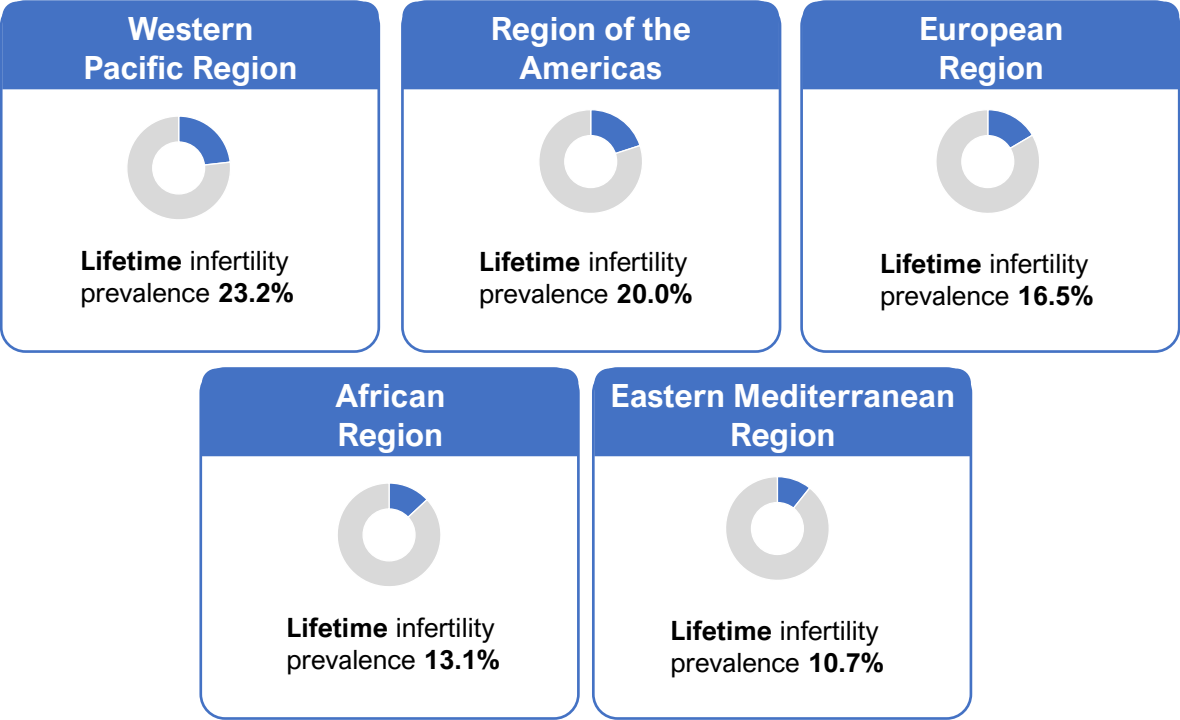 Western
Pacific Region
Lifetime infertility
prevalence 23.2%
Region of the
Americas
Lifetime infertility
prevalence 20.0%
European
Region
Lifetime infertility
prevalence 16.5%
African
Region
Lifetime infertility
prevalence 13.1%
Eastern Mediterranean
Region
Lifetime infertility
prevalence 10.7%